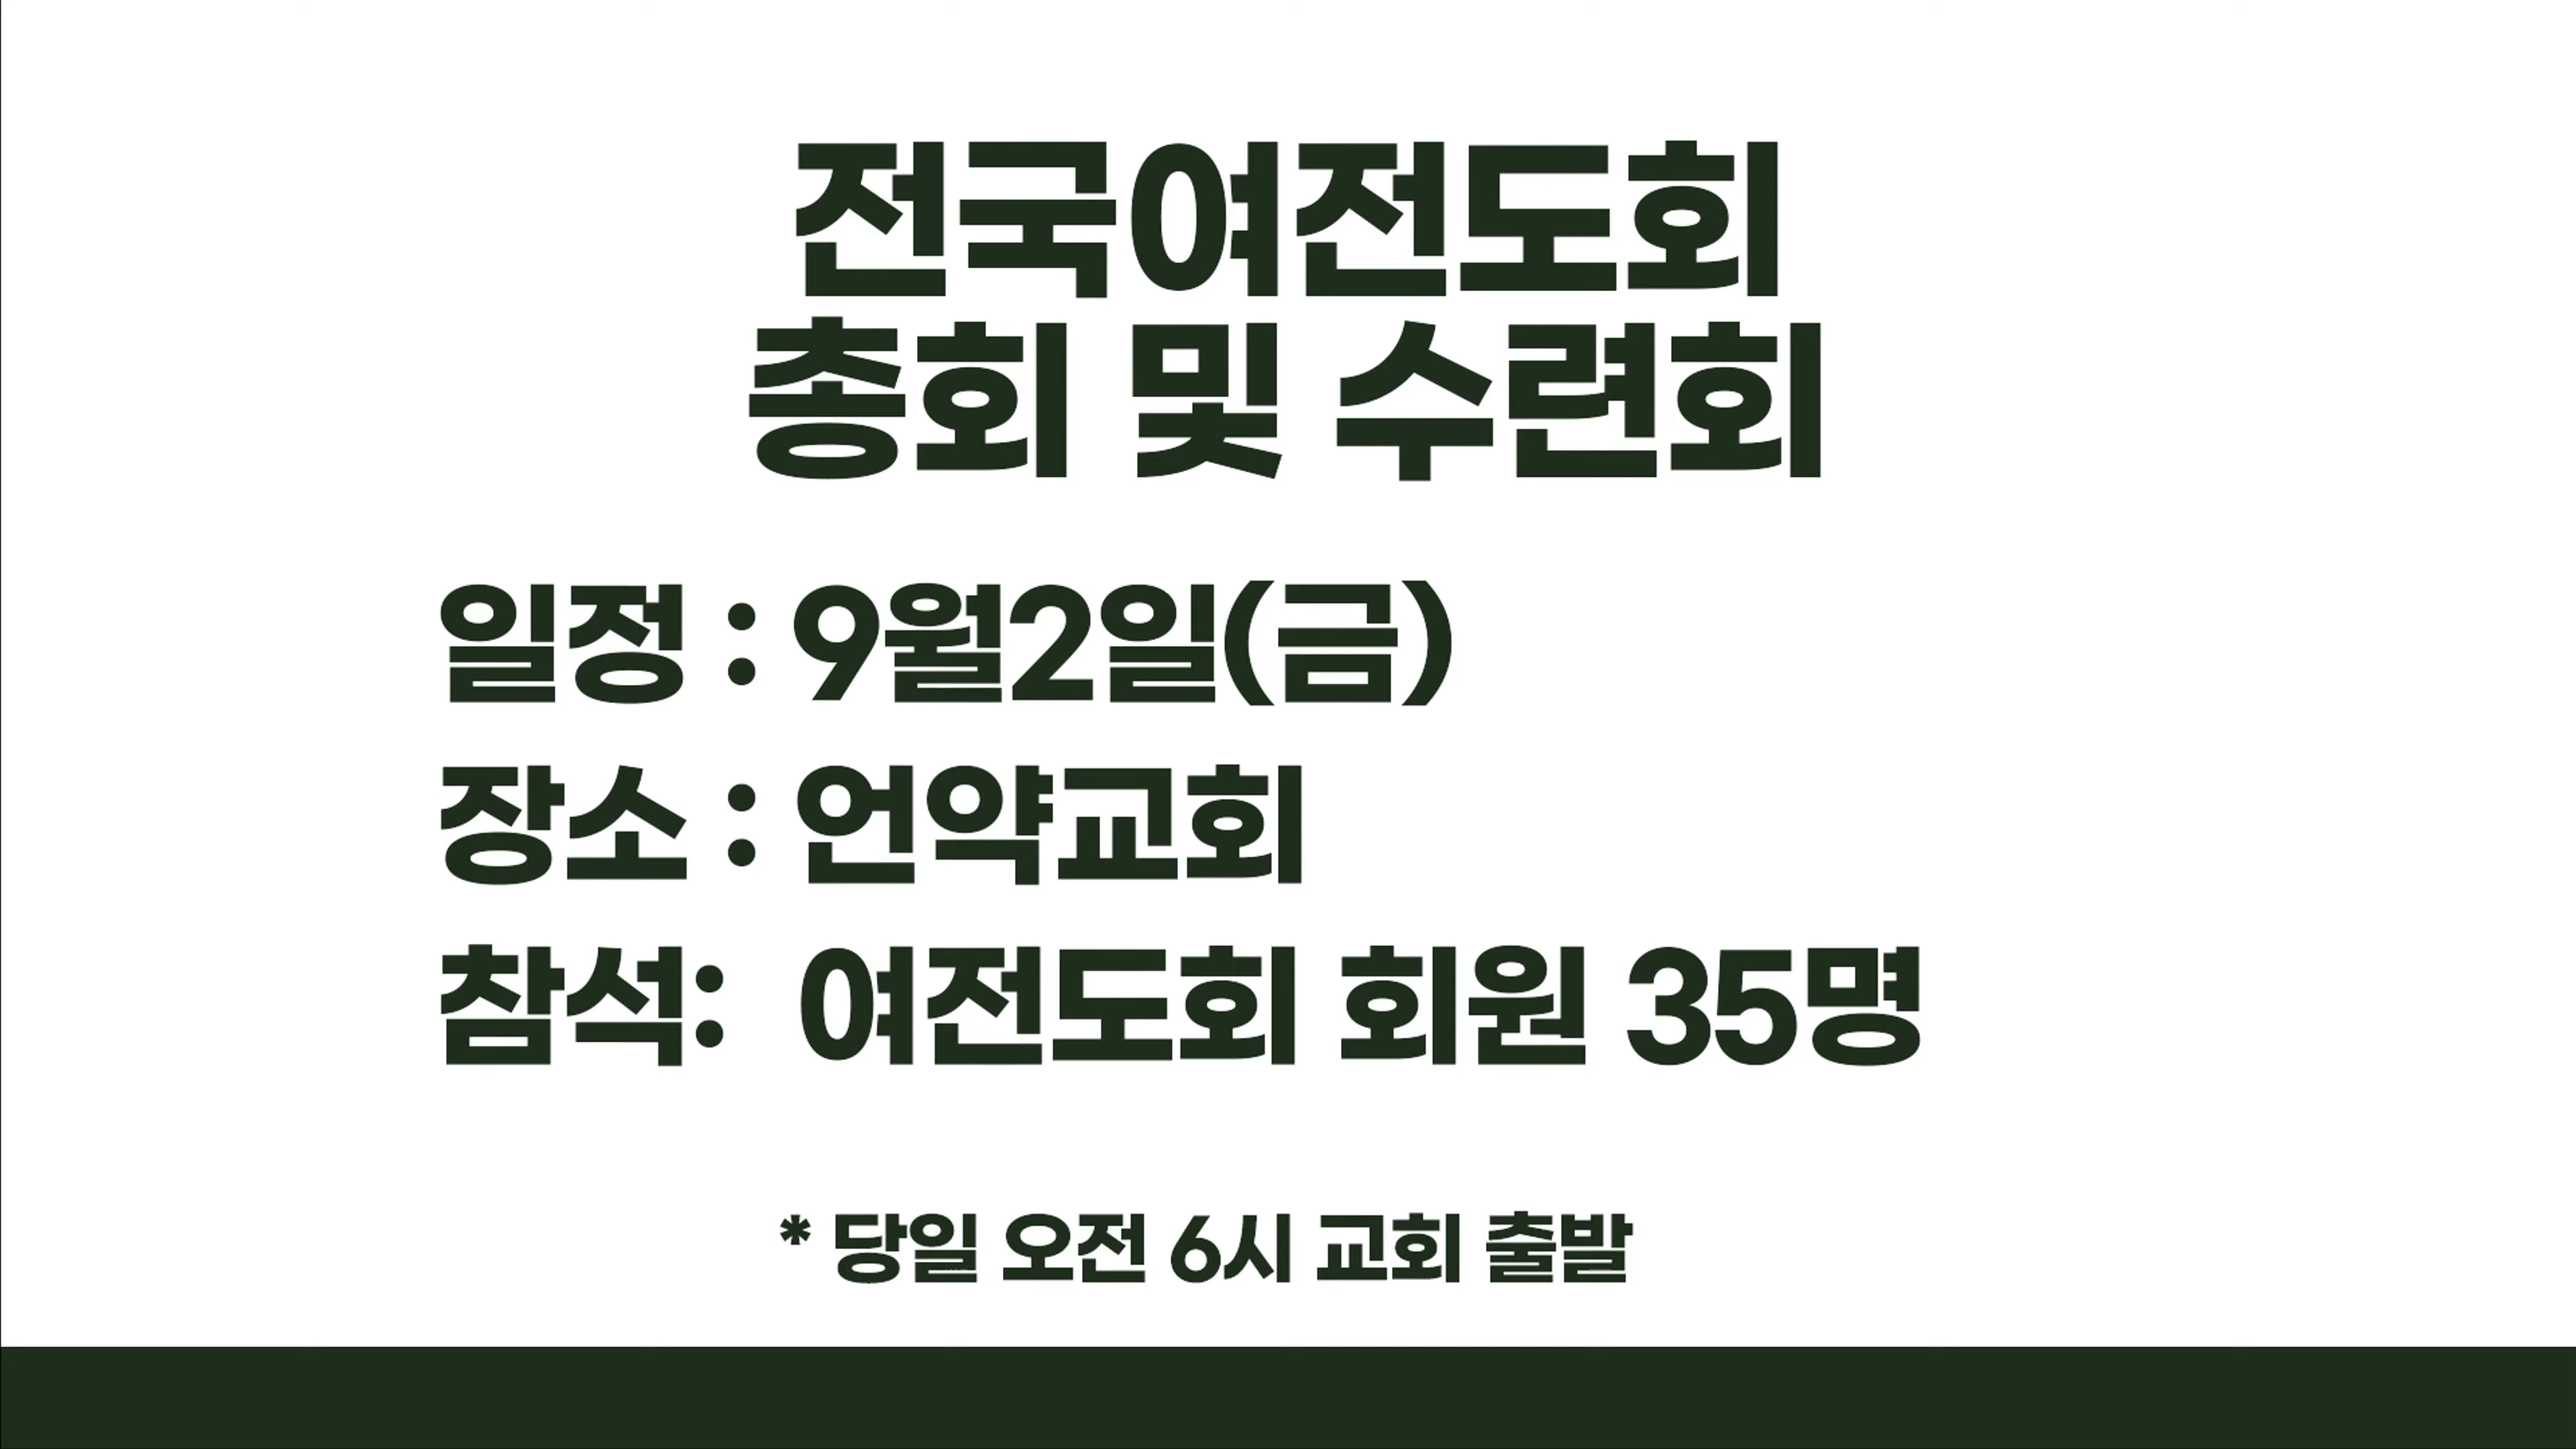 전국여전도회
총회 및 수련회
일정 : 9월2일(금)
장소 : 언약교회
참석: 여전도회 회원 35명
* 당일 오전 6시 교회 출발